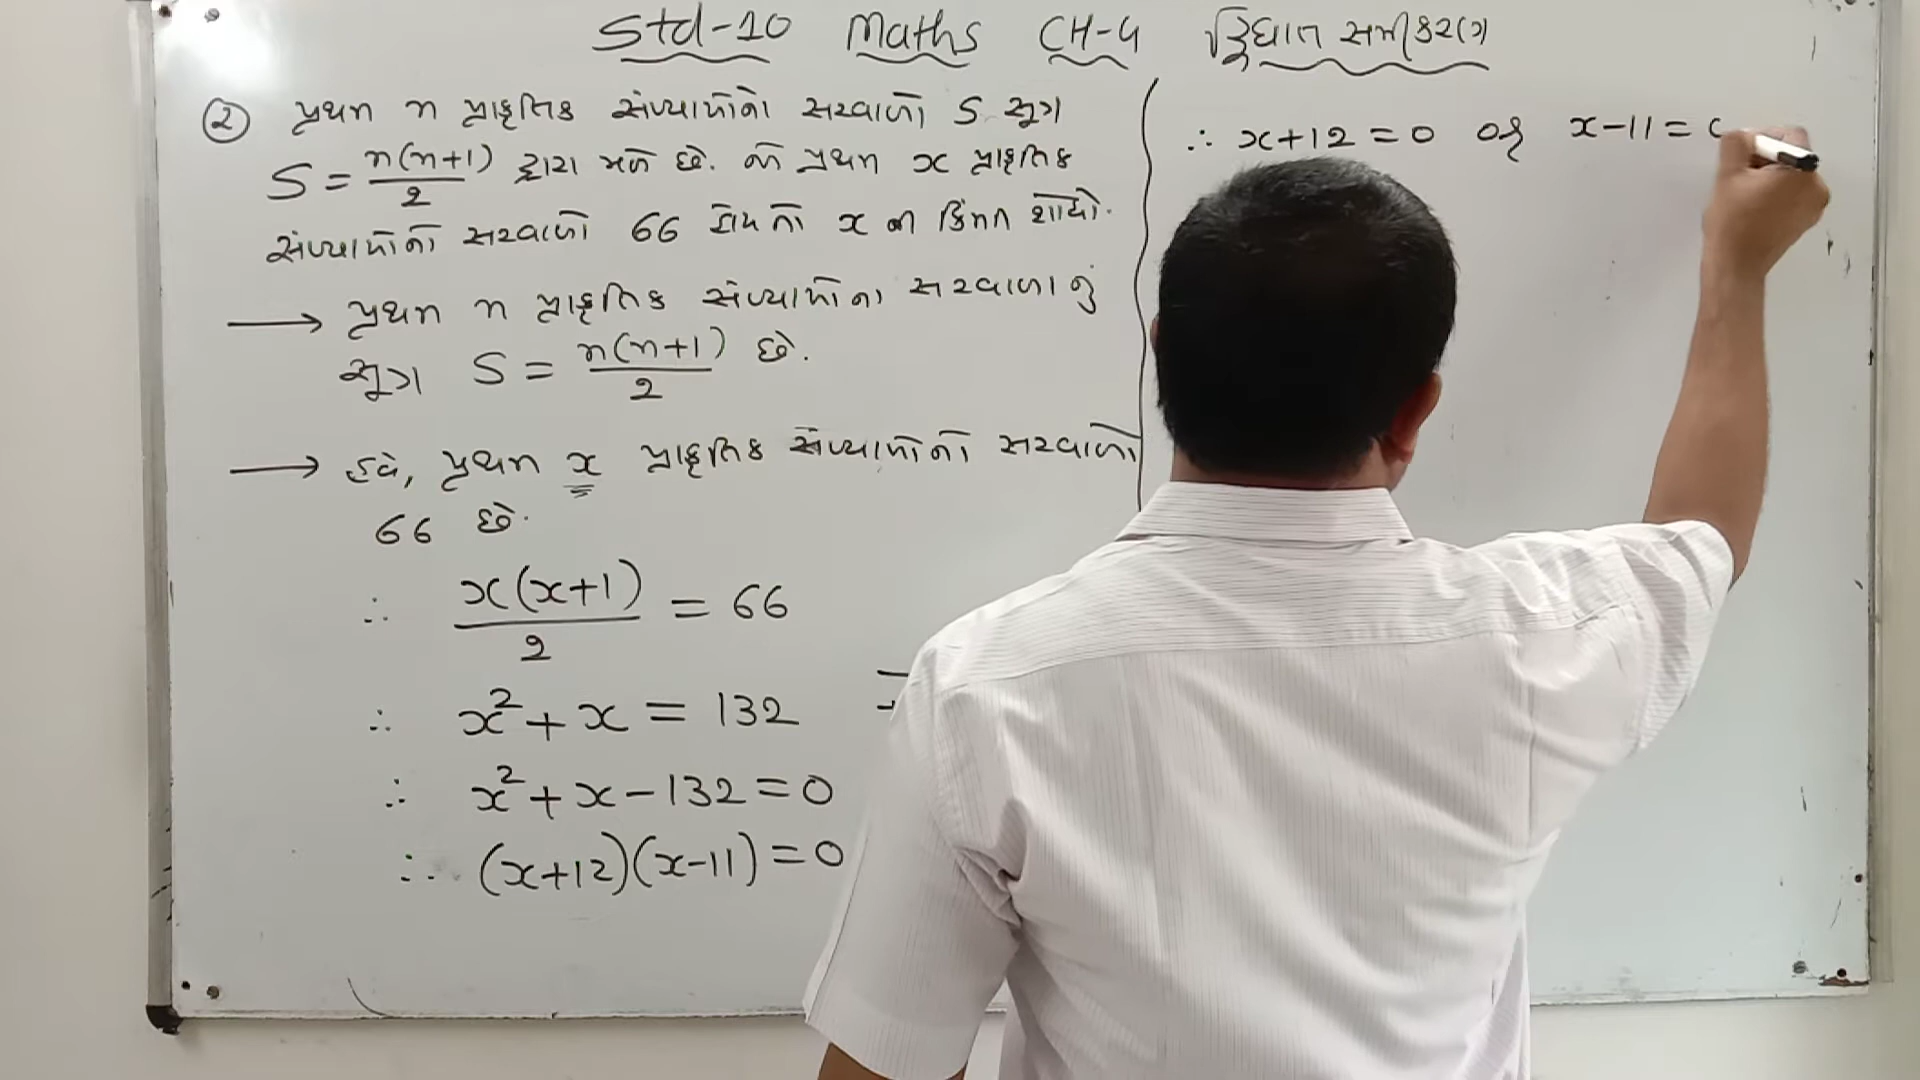 Std-10 Maths CH-4 દ્વિઘાત સમીકરણ
② પ્રથમ n પ્રાકૃતિક સંખ્યાઓનો સરવાળો S સૂત્ર
S = n(n+1)/2 દ્વારા મળે છે. જો પ્રથમ x પ્રાકૃતિક
સંખ્યાઓનો સરવાળો 66 હોય તો x ની કિંમત શોધો.
→ પ્રથમ n પ્રાકૃતિક સંખ્યાઓના સરવાળાનું
સૂત્ર S = n(n+1)/2 છે.
→ હવે, પ્રથમ x પ્રાકૃતિક સંખ્યાઓનો સરવાળો
66 છે.
∴ x(x+1)/2 = 66
∴ x²+x = 132
∴ x²+x-132=0
∴ (x+12)(x-11)=0
∴ x+12=0 or x-11=